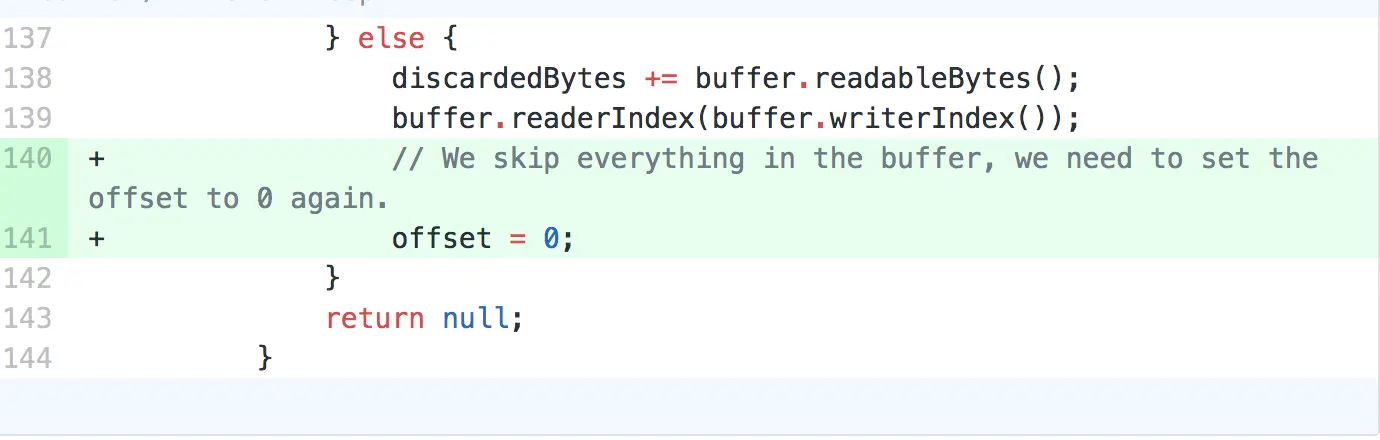 137 } else {
138 discardedBytes += buffer.readableBytes();
139 buffer.readerIndex(buffer.writerIndex());
140 + // We skip everything in the buffer, we need to set the
offset to 0 again.
141 + offset = 0;
142 }
143 return null;
144 }